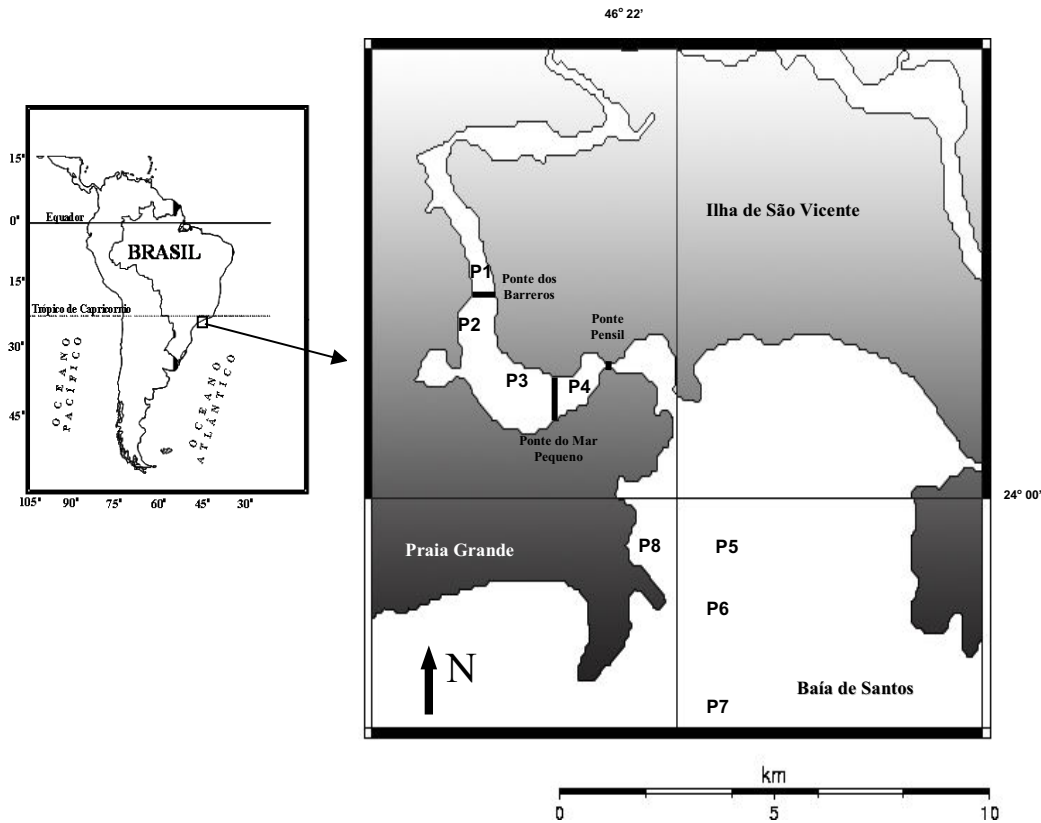 46° 22'
15°
Equador
0°
BRASIL
15°
Trópico de Capricornio
30°
OCEANO
PACÍFICO
OCEANO
ATLÂNTICO
45°
105° 90° 75° 60° 45° 30°
Ilha de São Vicente
P1
Ponte dos
Barreros
P2
Ponte
Pensil
P3
P4
Ponte do Mar
Pequeno
24° 00'
Praia Grande
P8
P5
P6
N
Baía de Santos
P7
km
0 5 10